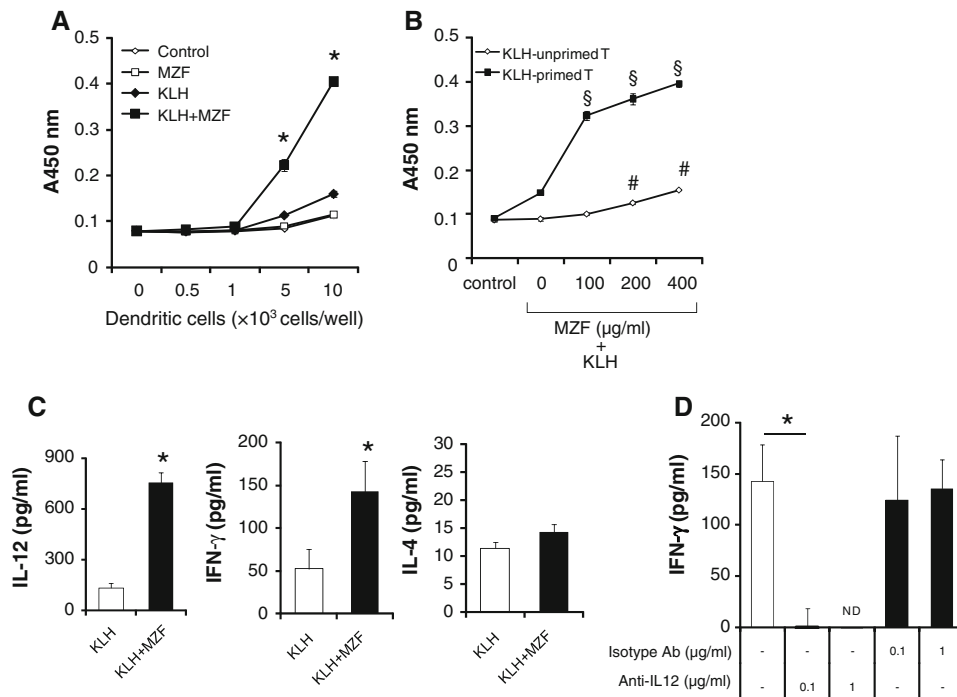 A
Control
MZF
KLH
KLH+MZF
*
*
A450 nm
0.5
0.4
0.3
0.2
0.1
0
0 0.5 1 5 10
Dendritic cells (×10³ cells/well)
B
KLH-unprimed T
KLH-primed T
§ § §
# #
A450 nm
0.5
0.4
0.3
0.2
0.1
0
control 0 100 200 400
MZF (µg/ml)
+
KLH
C
IL-12 (pg/ml)
900
600
300
0
*
KLH
KLH+MZF
IFN-γ (pg/ml)
200
150
100
50
0
*
KLH
KLH+MZF
IL-4 (pg/ml)
35
30
25
20
15
10
5
0
KLH
KLH+MZF
D
IFN-γ (pg/ml)
200
150
100
50
0
*
ND
Isotype Ab (µg/ml) - - - 0.1 1
Anti-IL12 (µg/ml) - 0.1 1 - -